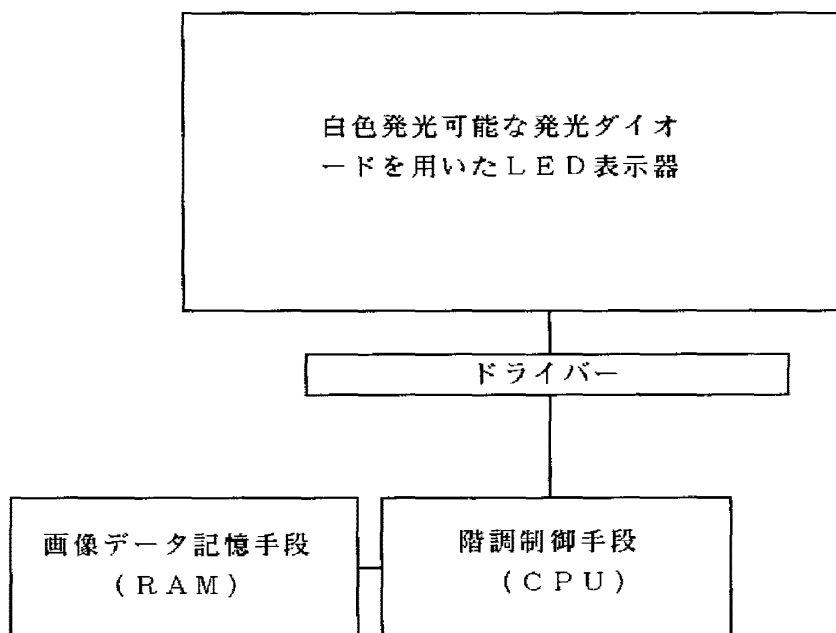 白色発光可能な発光ダイオ
ードを用いたLED表示器
ドライバー
画像データ記憶手段
(RAM)
階調制御手段
(CPU)